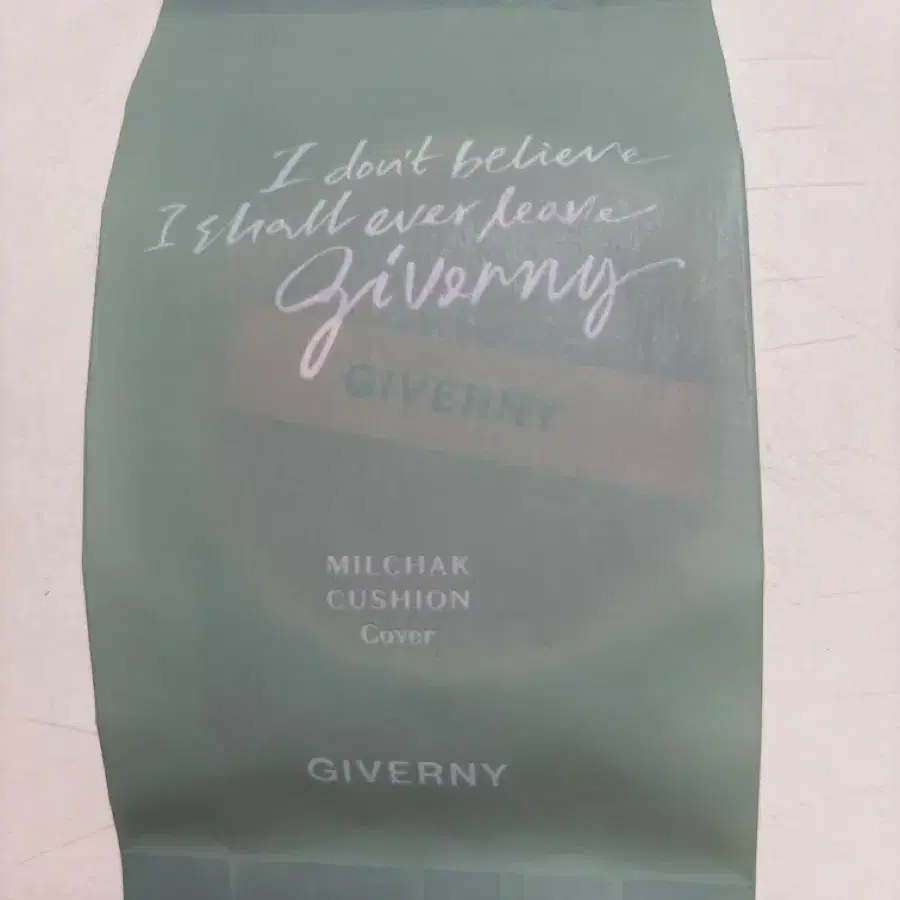 I don't believe
I shall ever leave
Giverny
GIVERNY
MILCHAK
CUSHION
Cover
GIVERNY